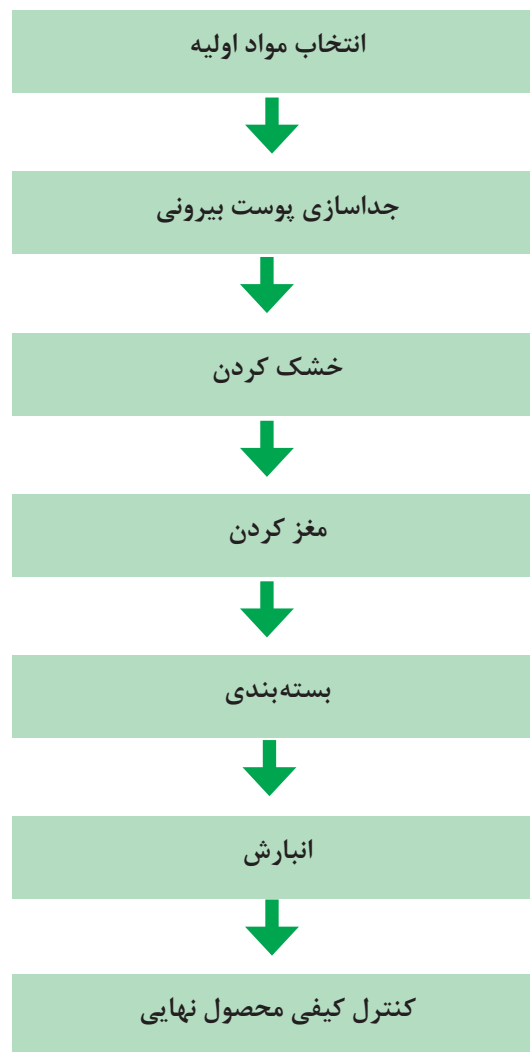 انتخاب مواد اولیه
جداسازی پوست بیرونی
خشک کردن
مغز کردن
بسته‌بندی
انبارش
کنترل کیفی محصول نهایی